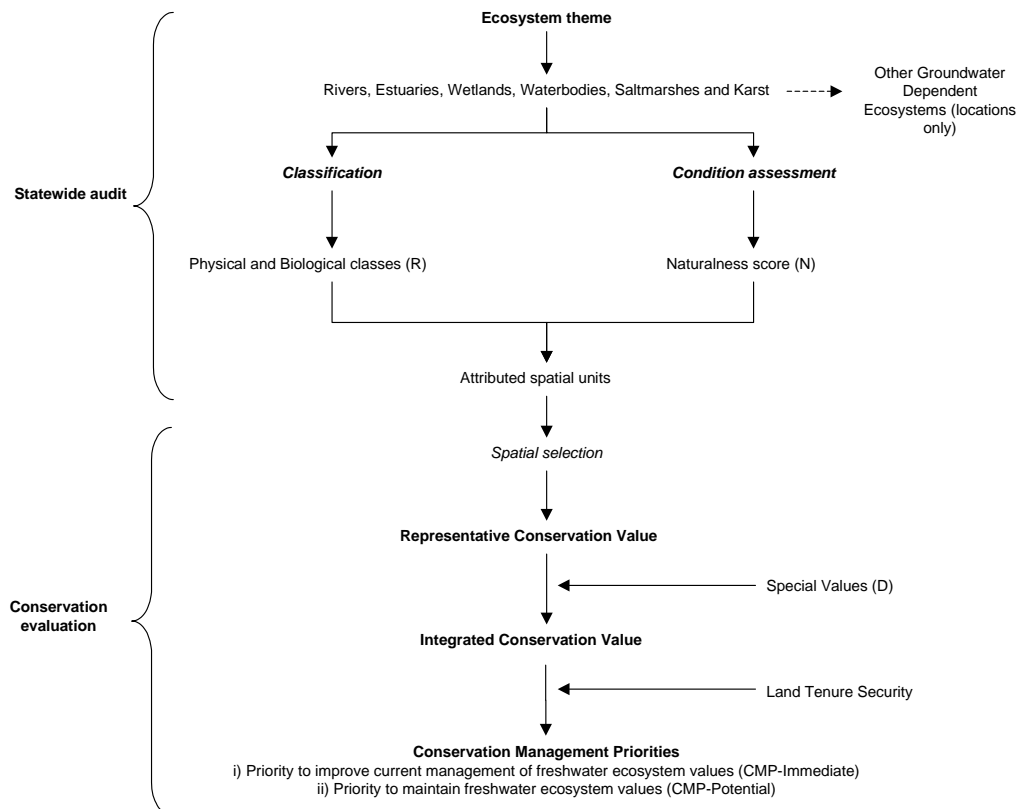 Ecosystem theme
Rivers, Estuaries, Wetlands, Waterbodies, Saltmarshes and Karst
Other Groundwater
Dependent
Ecosystems (locations
only)
Statewide audit
Classification
Condition assessment
Physical and Biological classes (R)
Naturalness score (N)
Attributed spatial units
Spatial selection
Representative Conservation Value
Special Values (D)
Conservation
evaluation
Integrated Conservation Value
Land Tenure Security
Conservation Management Priorities
i) Priority to improve current management of freshwater ecosystem values (CMP-Immediate)
ii) Priority to maintain freshwater ecosystem values (CMP-Potential)